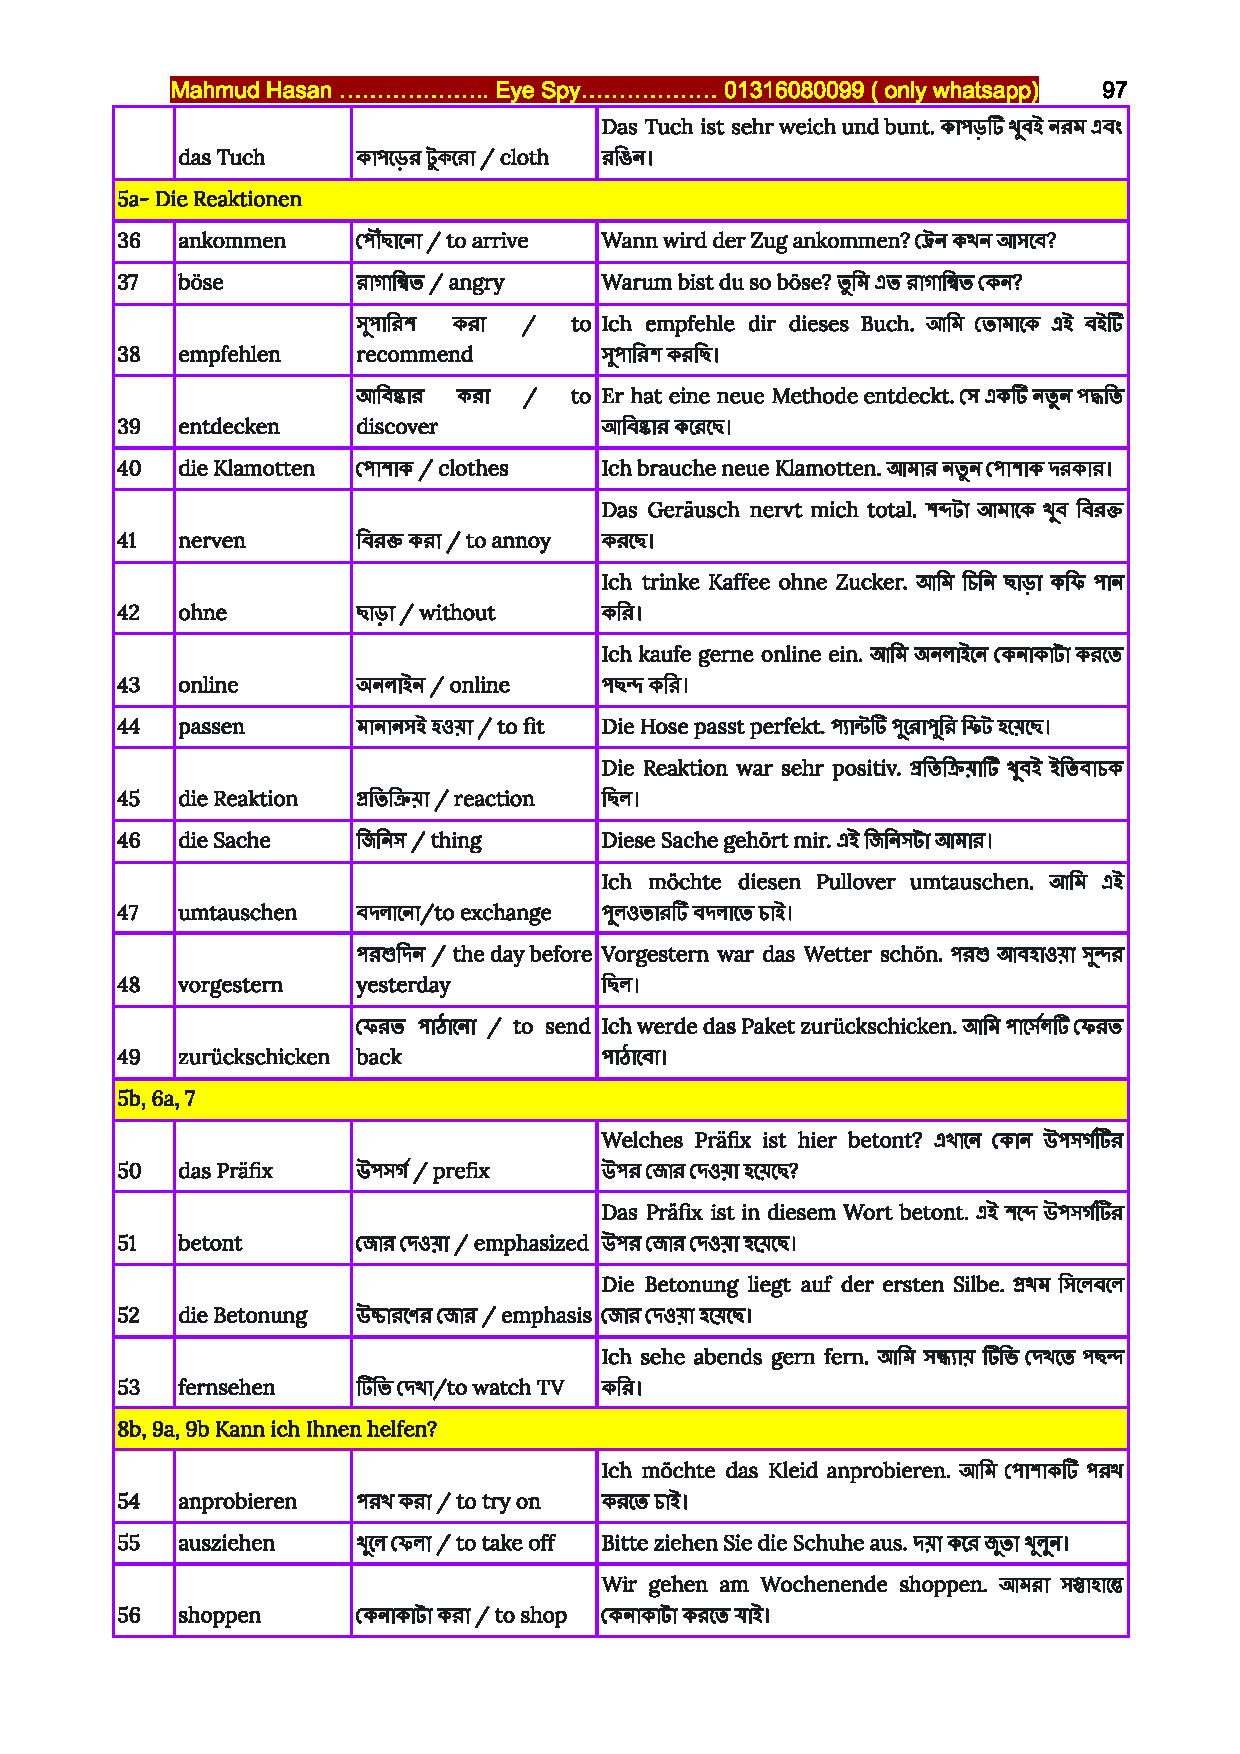 Mahmud Hasan ……………….. Eye Spy……………… 01316080099 ( only whatsapp) 97
Das Tuch ist sehr weich und bunt. কাপড়টি খুবই নরম এবং
das Tuch কাপড়ের টুকরো / cloth রঙিন।
5a- Die Reaktionen
36 ankommen পৌঁছানো / to arrive Wann wird der Zug ankommen? ট্রেন কখন আসবে?
37 böse রাগান্বিত / angry Warum bist du so böse? তুমি এত রাগান্বিত কেন?
সুপারিশ করা / to Ich empfehle dir dieses Buch. আমি তোমাকে এই বইটি
38 empfehlen recommend সুপারিশ করছি।
আবিষ্কার করা / to Er hat eine neue Methode entdeckt. সে একটি নতুন পদ্ধতি
39 entdecken discover আবিষ্কার করেছে।
40 die Klamotten পোশাক / clothes Ich brauche neue Klamotten. আমার নতুন পোশাক দরকার।
Das Geräusch nervt mich total. শব্দটা আমাকে খুব বিরক্ত
41 nerven বিরক্ত করা / to annoy করছে।
Ich trinke Kaffee ohne Zucker. আমি চিনি ছাড়া কফি পান
42 ohne ছাড়া / without করি।
Ich kaufe gerne online ein. আমি অনলাইনে কেনাকাটা করতে
43 online অনলাইন / online পছন্দ করি।
44 passen মানানসই হওয়া / to fit Die Hose passt perfekt. প্যান্টটি পুরোপুরি ফিট হয়েছে।
Die Reaktion war sehr positiv. প্রতিক্রিয়াটি খুবই ইতিবাচক
45 die Reaktion প্রতিক্রিয়া / reaction ছিল।
46 die Sache জিনিস / thing Diese Sache gehört mir. এই জিনিসটা আমার।
Ich möchte diesen Pullover umtauschen. আমি এই
47 umtauschen বদলানো/to exchange পুলওভারটি বদলাতে চাই।
পরশুদিন / the day before Vorgestern war das Wetter schön. পরশু আবহাওয়া সুন্দর
48 vorgestern yesterday ছিল।
ফেরত পাঠানো / to send Ich werde das Paket zurückschicken. আমি পার্সেলটি ফেরত
49 zurückschicken back পাঠাবো।
5b, 6a, 7
Welches Präfix ist hier betont? এখানে কোন উপসর্গটির
50 das Präfix উপসর্গ / prefix উপর জোর দেওয়া হয়েছে?
Das Präfix ist in diesem Wort betont. এই শব্দে উপসর্গটির
51 betont জোর দেওয়া / emphasized উপর জোর দেওয়া হয়েছে।
Die Betonung liegt auf der ersten Silbe. প্রথম সিলেবলে
52 die Betonung উচ্চারণের জোর / emphasis জোর দেওয়া হয়েছে।
Ich sehe abends gern fern. আমি সন্ধ্যায় টিভি দেখতে পছন্দ
53 fernsehen টিভি দেখা/to watch TV করি।
8b, 9a, 9b Kann ich Ihnen helfen?
Ich möchte das Kleid anprobieren. আমি পোশাকটি পরখ
54 anprobieren পরখ করা / to try on করতে চাই।
55 ausziehen খুলে ফেলা / to take off Bitte ziehen Sie die Schuhe aus. দয়া করে জুতা খুলুন।
Wir gehen am Wochenende shoppen. আমরা সপ্তাহান্তে
56 shoppen কেনাকাটা করা / to shop কেনাকাটা করতে যাই।